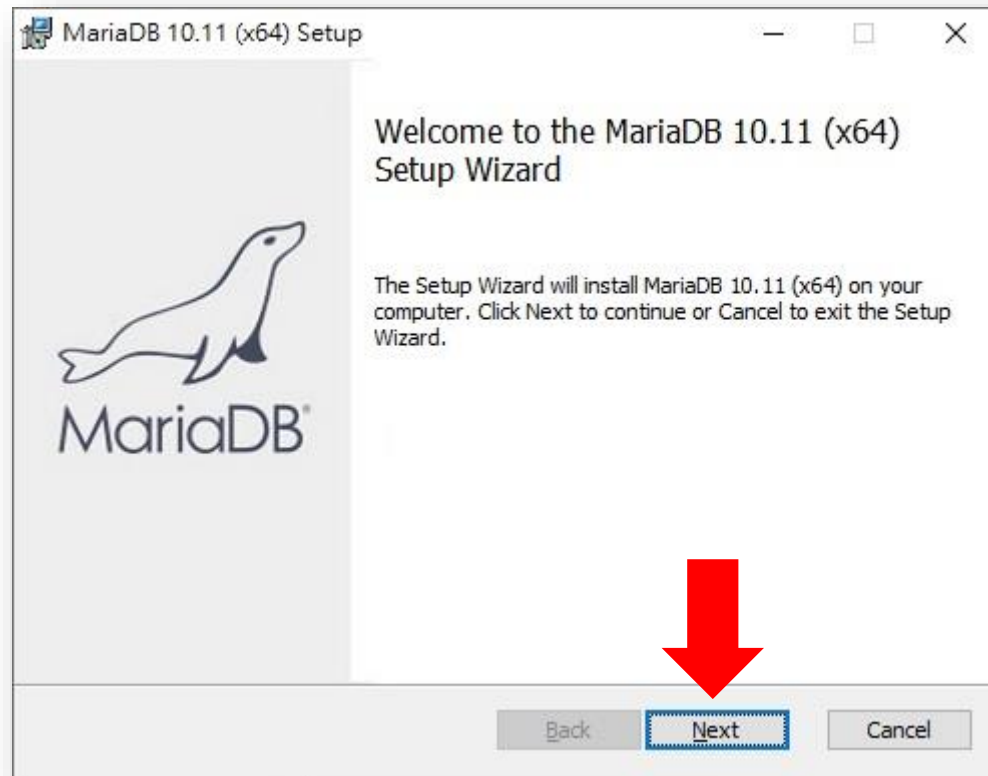 MariaDB 10.11 (x64) Setup
Welcome to the MariaDB 10.11 (x64)
Setup Wizard
The Setup Wizard will install MariaDB 10.11 (x64) on your
computer. Click Next to continue or Cancel to exit the Setup
Wizard.
MariaDB®
Back Next Cancel